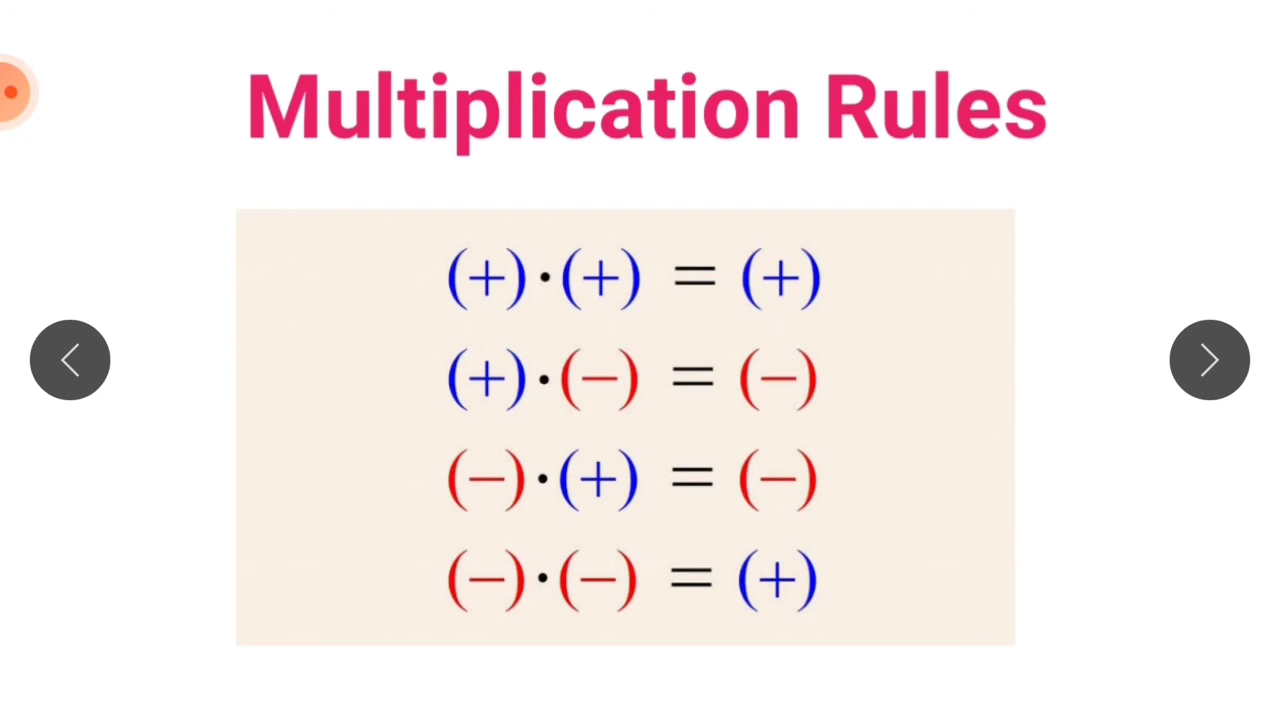 Multiplication Rules
(+)·(+) = (+)
(+)·(−) = (−)
(−)·(+) = (−)
(−)·(−) = (+)